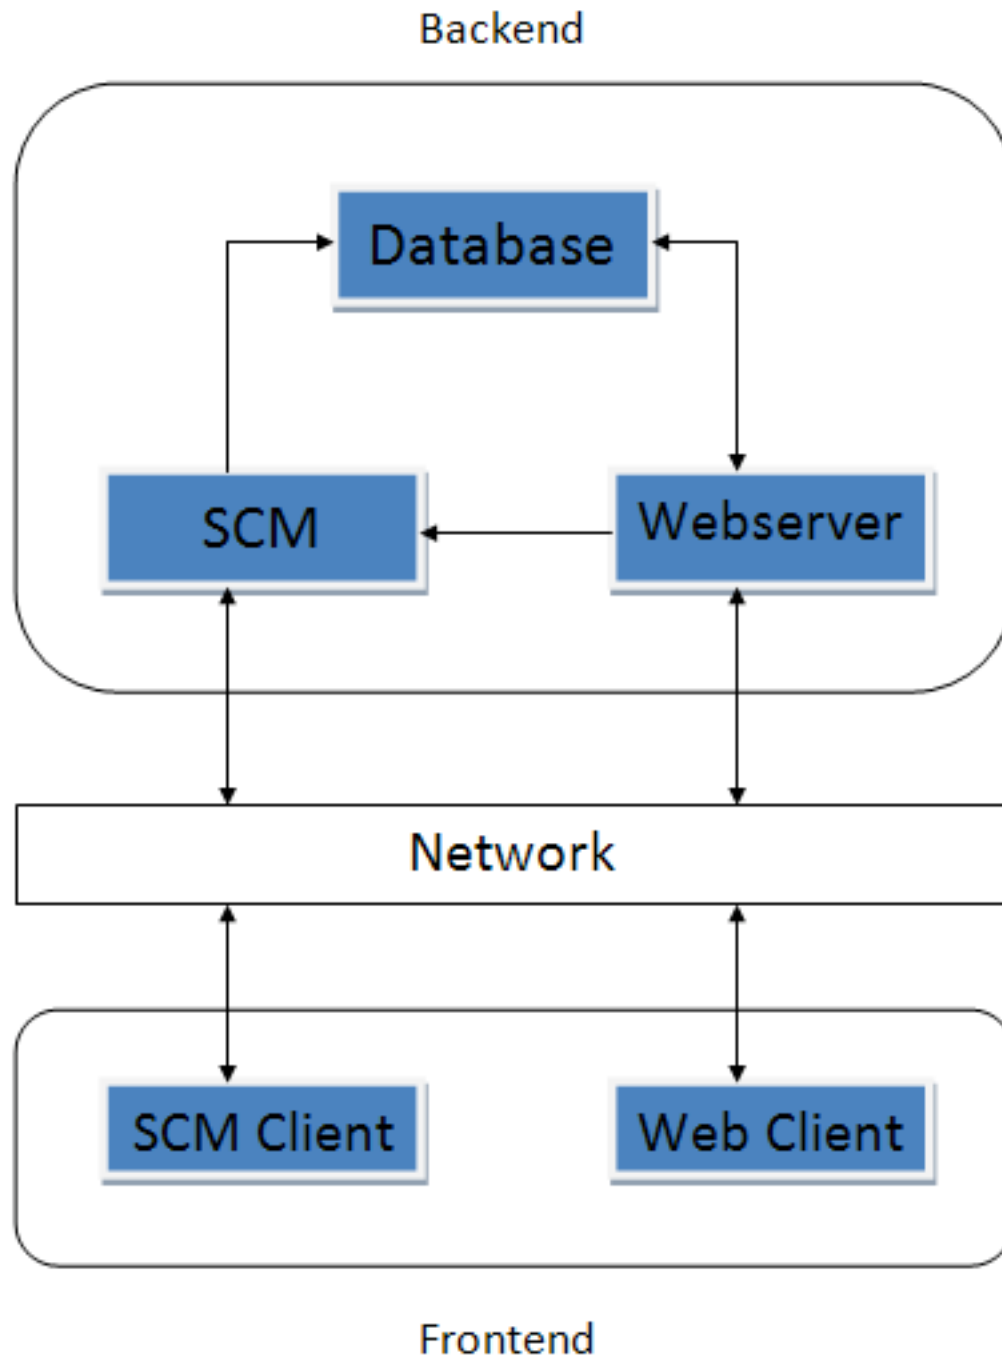 Backend
Database
SCM
Webserver
Network
SCM Client
Web Client
Frontend